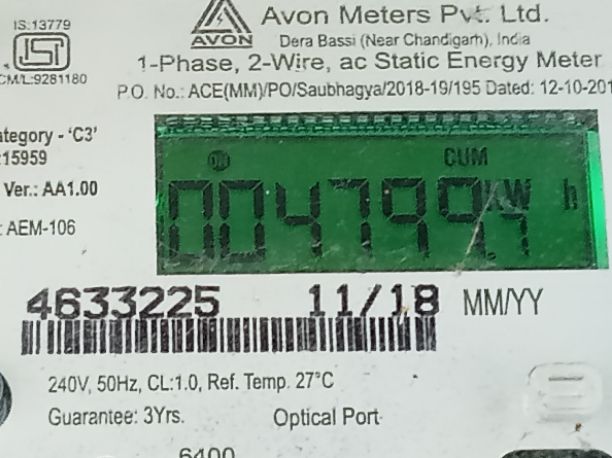 IS:13779
ISI
CM/L:9281180
AVON
Avon Meters Pvt. Ltd.
Dera Bassi (Near Chandigarh), India
1-Phase, 2-Wire, ac Static Energy Meter
P.O. No.: ACE(MM)/PO/Saubhagya/2018-19/195 Dated: 12-10-201
ategory - 'C3'
:15959
Ver.: AA1.00
: AEM-106
ON CUM
004799.7 KW h
4633225 11/18 MM/YY
240V, 50Hz, CL:1.0, Ref. Temp. 27°C
Guarantee: 3Yrs. Optical Port
6400